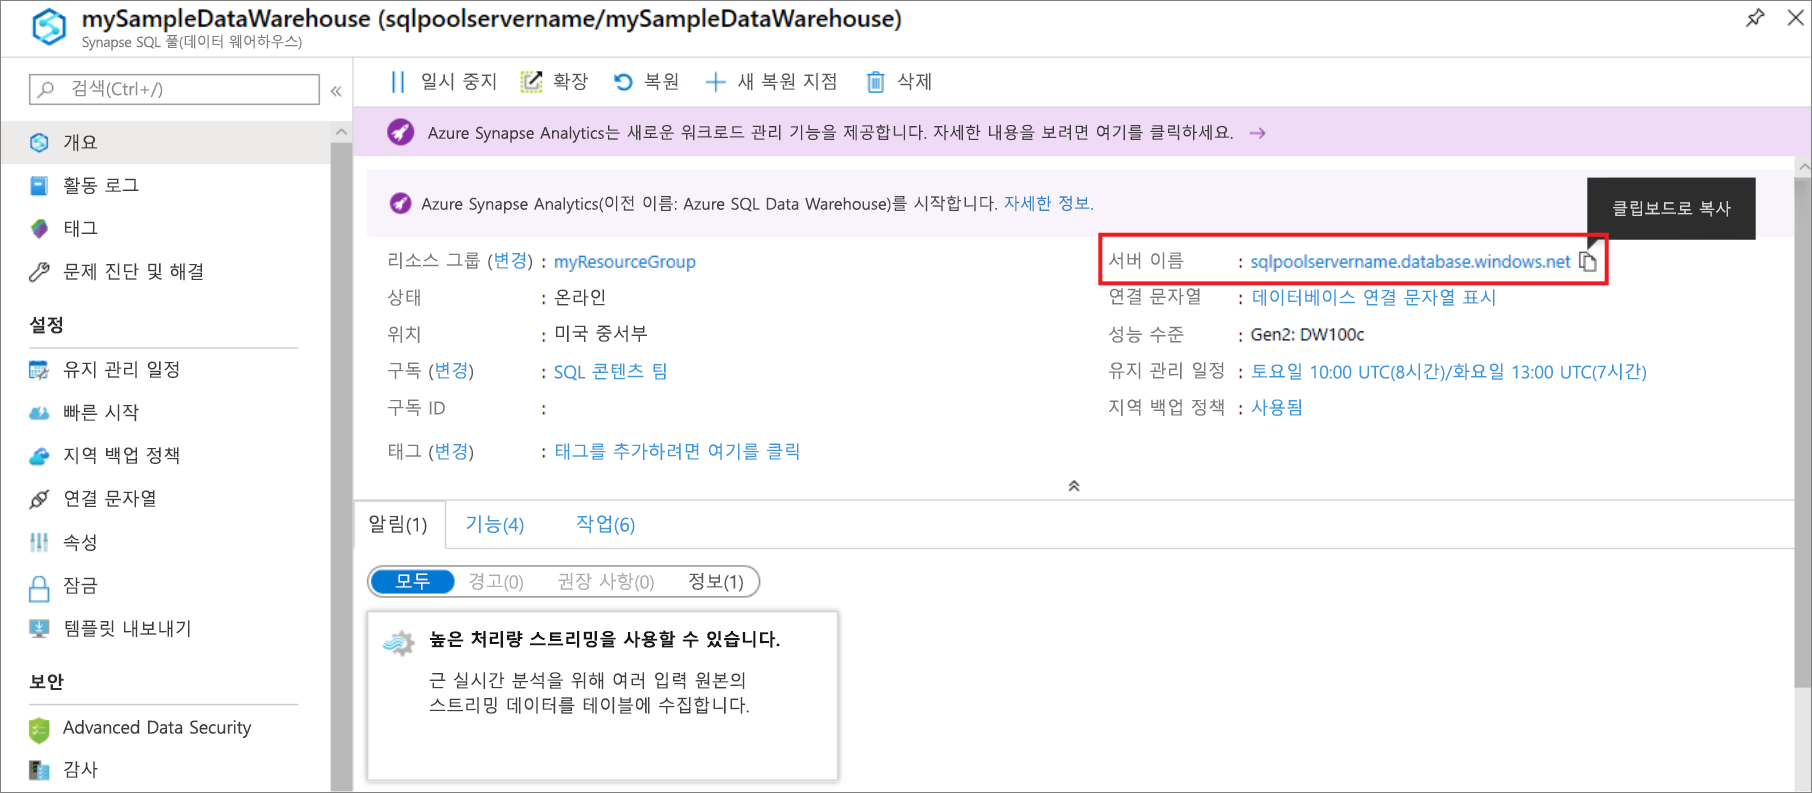 mySampleDataWarehouse (sqlpoolservername/mySampleDataWarehouse)
Synapse SQL 풀(데이터 웨어하우스)
검색(Ctrl+/)
개요
활동 로그
태그
문제 진단 및 해결
설정
유지 관리 일정
빠른 시작
지역 백업 정책
연결 문자열
속성
잠금
템플릿 내보내기
보안
Advanced Data Security
감사
일시 중지 확장 복원 새 복원 지점 삭제
Azure Synapse Analytics는 새로운 워크로드 관리 기능을 제공합니다. 자세한 내용을 보려면 여기를 클릭하세요. →
Azure Synapse Analytics(이전 이름: Azure SQL Data Warehouse)를 시작합니다. 자세한 정보.
클립보드로 복사
리소스 그룹 (변경) : myResourceGroup
상태 : 온라인
위치 : 미국 중서부
구독 (변경) : SQL 콘텐츠 팀
구독 ID :
태그 (변경) : 태그를 추가하려면 여기를 클릭
서버 이름 : sqlpoolservername.database.windows.net
연결 문자열 : 데이터베이스 연결 문자열 표시
성능 수준 : Gen2: DW100c
유지 관리 일정 : 토요일 10:00 UTC(8시간)/화요일 13:00 UTC(7시간)
지역 백업 정책 : 사용됨
알림(1) 기능(4) 작업(6)
모두 경고(0) 권장 사항(0) 정보(1)
높은 처리량 스트리밍을 사용할 수 있습니다.
근 실시간 분석을 위해 여러 입력 원본의
스트리밍 데이터를 테이블에 수집합니다.